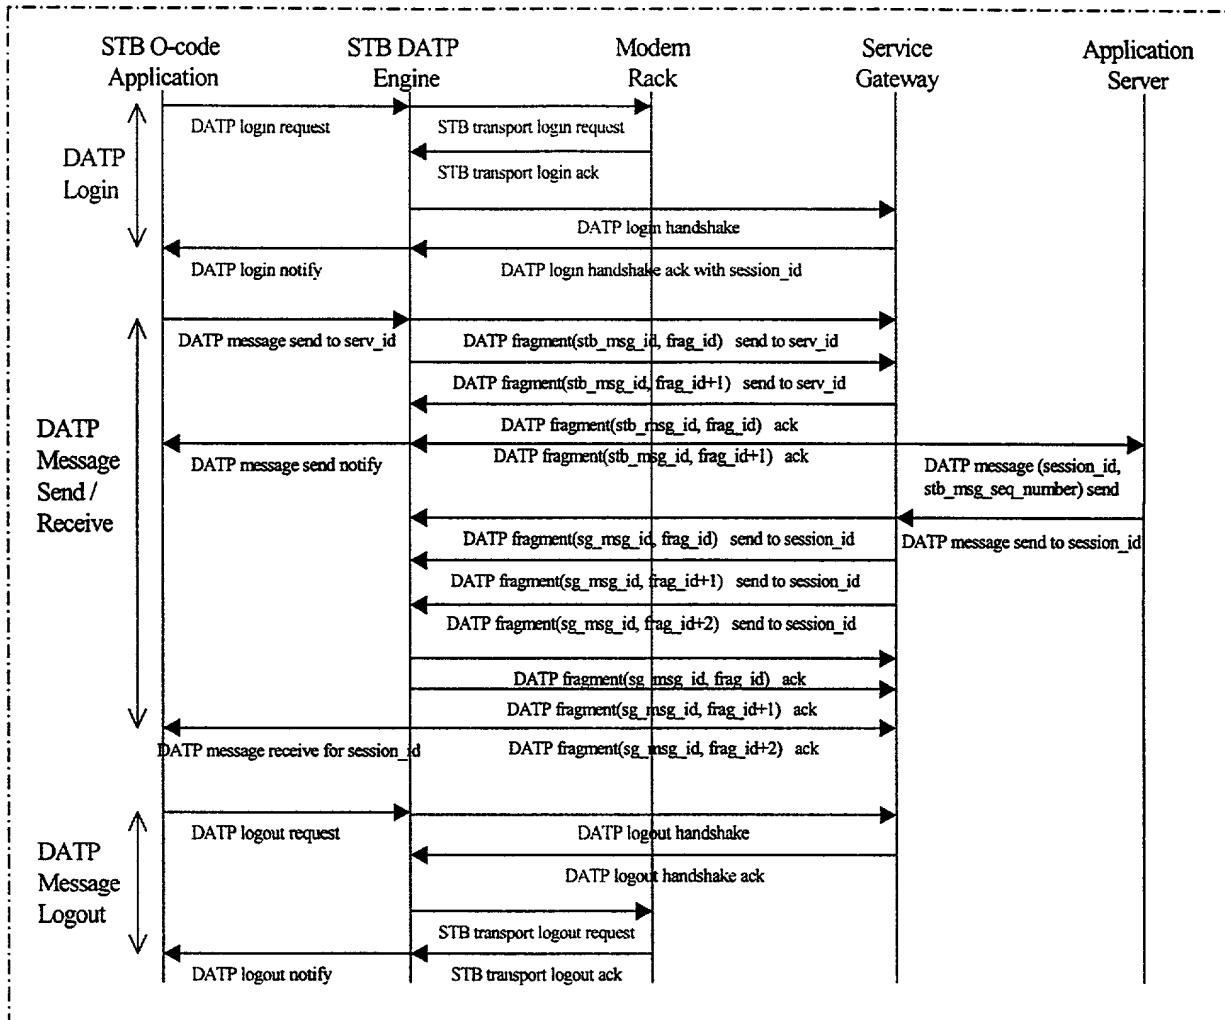 STB O-code
Application
STB DATP
Engine
Modem
Rack
Service
Gateway
Application
Server
DATP
Login
DATP login request
STB transport login request
STB transport login ack
DATP login handshake
DATP login notify
DATP login handshake ack with session_id
DATP
Message
Send /
Receive
DATP message send to serv_id
DATP fragment(stb_msg_id, frag_id)   send to serv_id
DATP fragment(stb_msg_id, frag_id+1)   send to serv_id
DATP fragment(stb_msg_id, frag_id)   ack
DATP message send notify
DATP fragment(stb_msg_id, frag_id+1)   ack
DATP message (session_id,
stb_msg_seq_number) send
DATP fragment(sg_msg_id, frag_id)   send to session_id
DATP message send to session_id
DATP fragment(sg_msg_id, frag_id+1)   send to session_id
DATP fragment(sg_msg_id, frag_id+2)   send to session_id
DATP fragment(sg_msg_id, frag_id)   ack
DATP fragment(sg_msg_id, frag_id+1)   ack
DATP message receive for session_id
DATP fragment(sg_msg_id, frag_id+2)   ack
DATP
Message
Logout
DATP logout request
DATP logout handshake
DATP logout handshake ack
STB transport logout request
DATP logout notify
STB transport logout ack